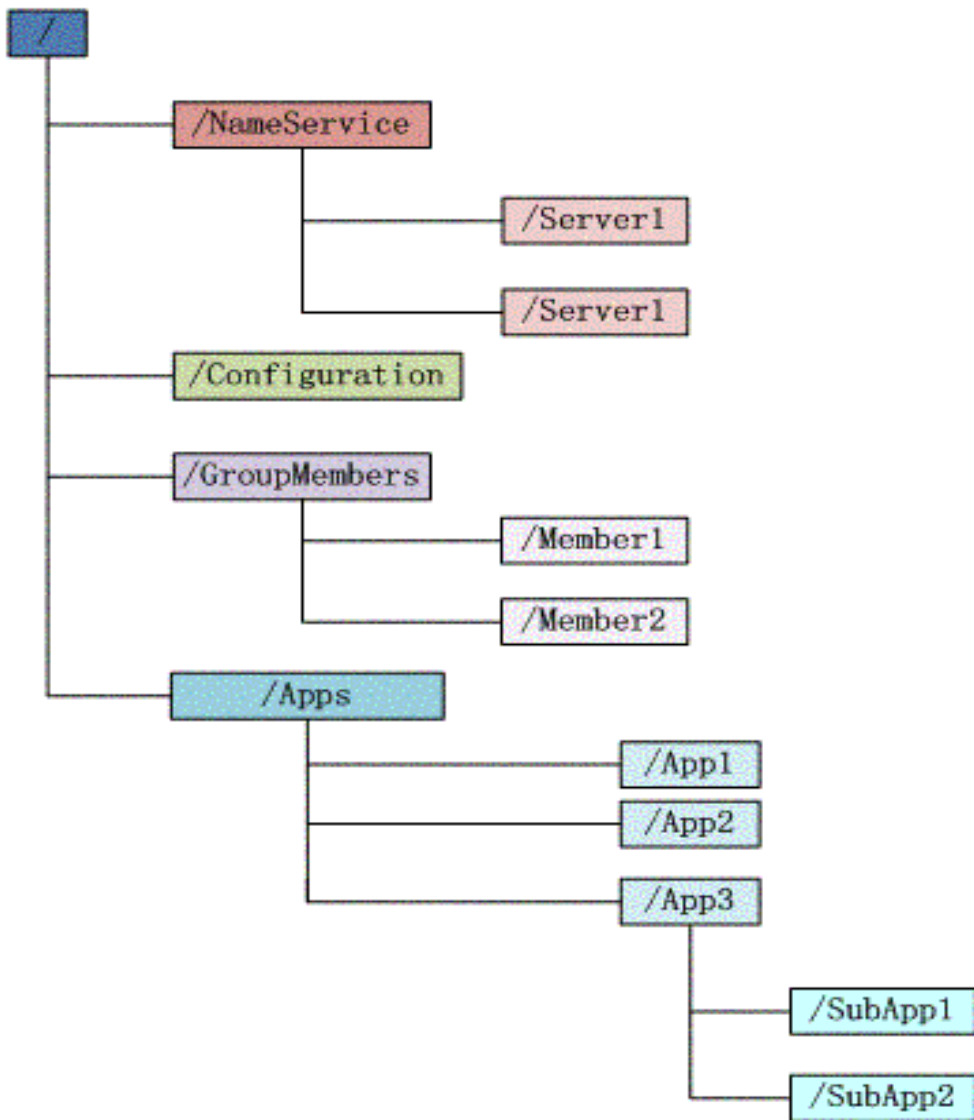 /
/NameService
/Server1
/Server1
/Configuration
/GroupMembers
/Member1
/Member2
/Apps
/App1
/App2
/App3
/SubApp1
/SubApp2